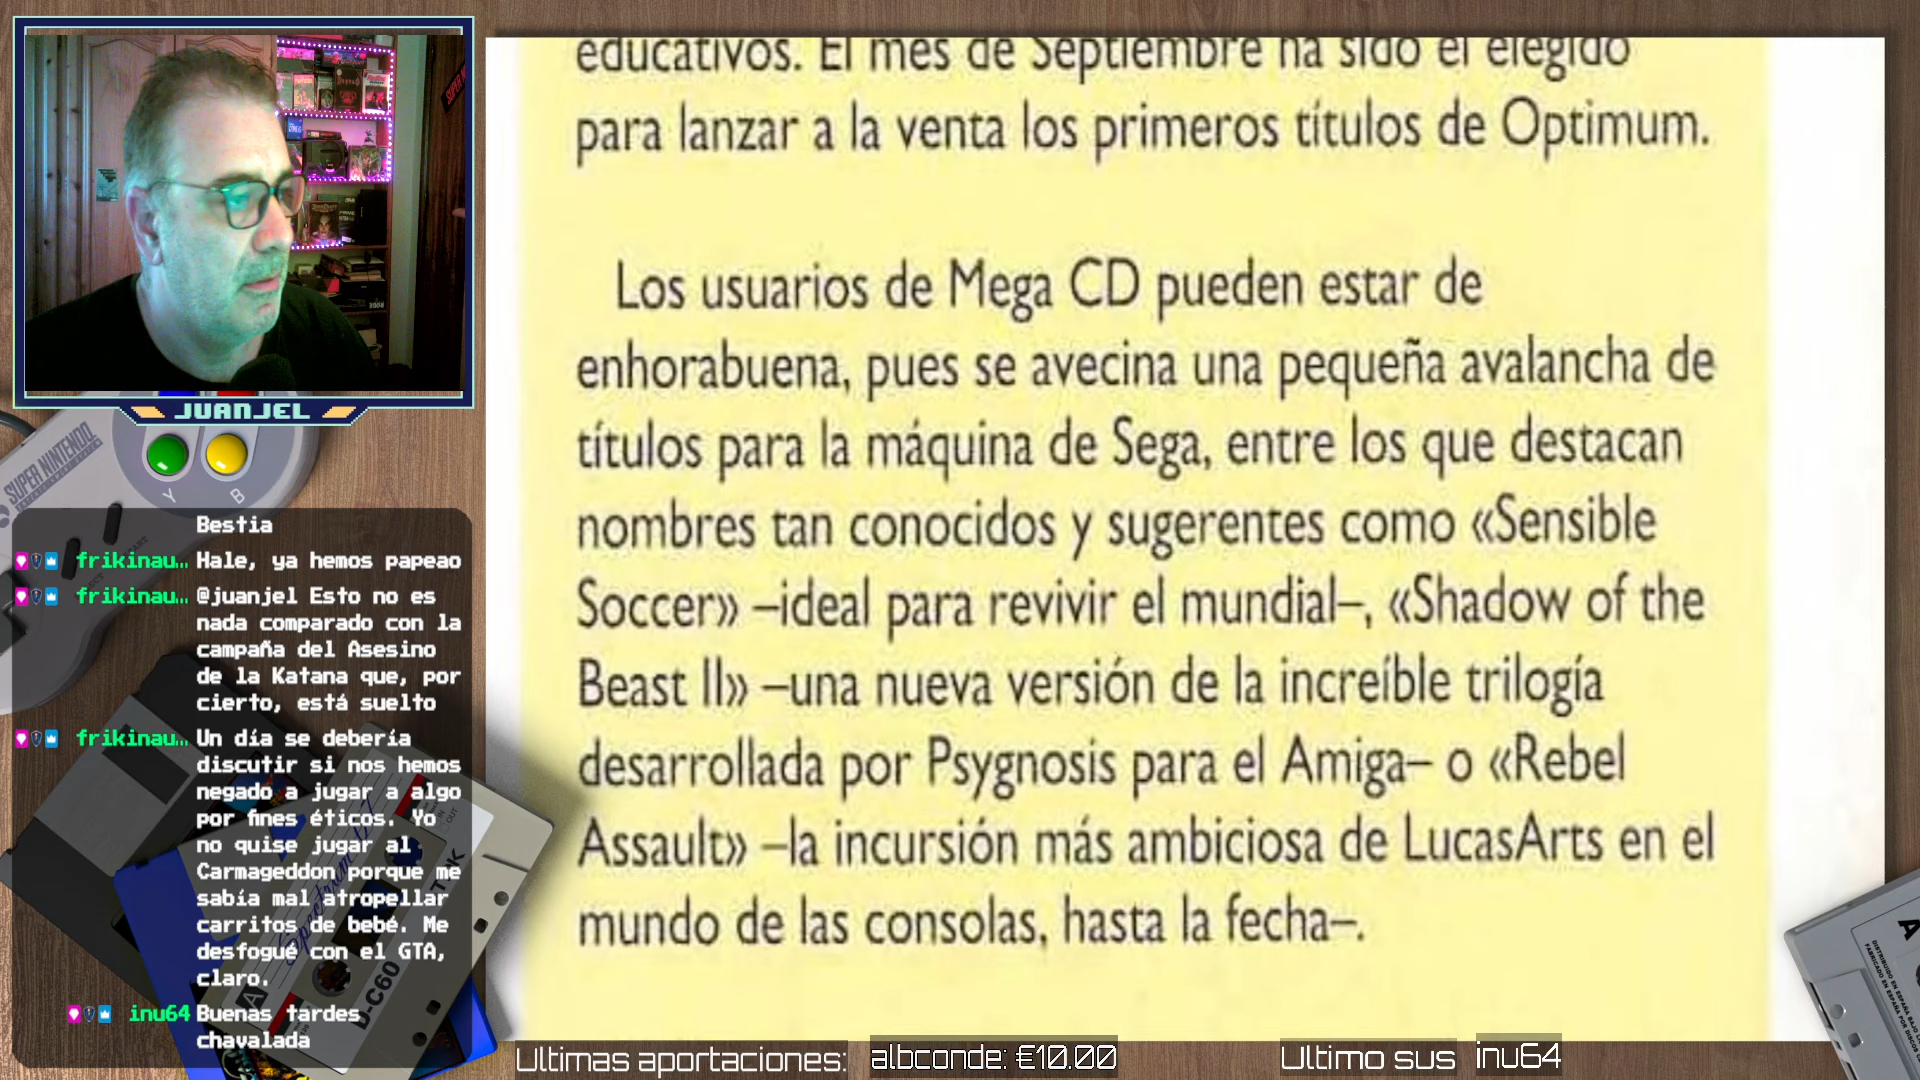 educativos. El mes de Septiembre ha sido el elegido
para lanzar a la venta los primeros títulos de Optimum.
Los usuarios de Mega CD pueden estar de
enhorabuena, pues se avecina una pequeña avalancha de
títulos para la máquina de Sega, entre los que destacan
nombres tan conocidos y sugerentes como «Sensible
Soccer» –ideal para revivir el mundial–, «Shadow of the
Beast II» –una nueva versión de la increíble trilogía
desarrollada por Psygnosis para el Amiga– o «Rebel
Assault» –la incursión más ambiciosa de LucasArts en el
mundo de las consolas, hasta la fecha–.
JUANJEL
SUPER NINTENDO
Y
B
Bestia
frikinau... Hale, ya hemos papeao
frikinau... @juanjel Esto no es
nada comparado con la
campaña del Asesino
de la Katana que, por
cierto, está suelto
frikinau... Un día se debería
discutir si nos hemos
negado a jugar a algo
por fines éticos. Yo
no quise jugar al
Carmageddon porque me
sabía mal atropellar
carritos de bebé. Me
desfogué con el GTA,
claro.
inu64 Buenas tardes
chavalada
A
D-C60
Ultimas aportaciones: albconde: €10.00
Ultimo sus inu64